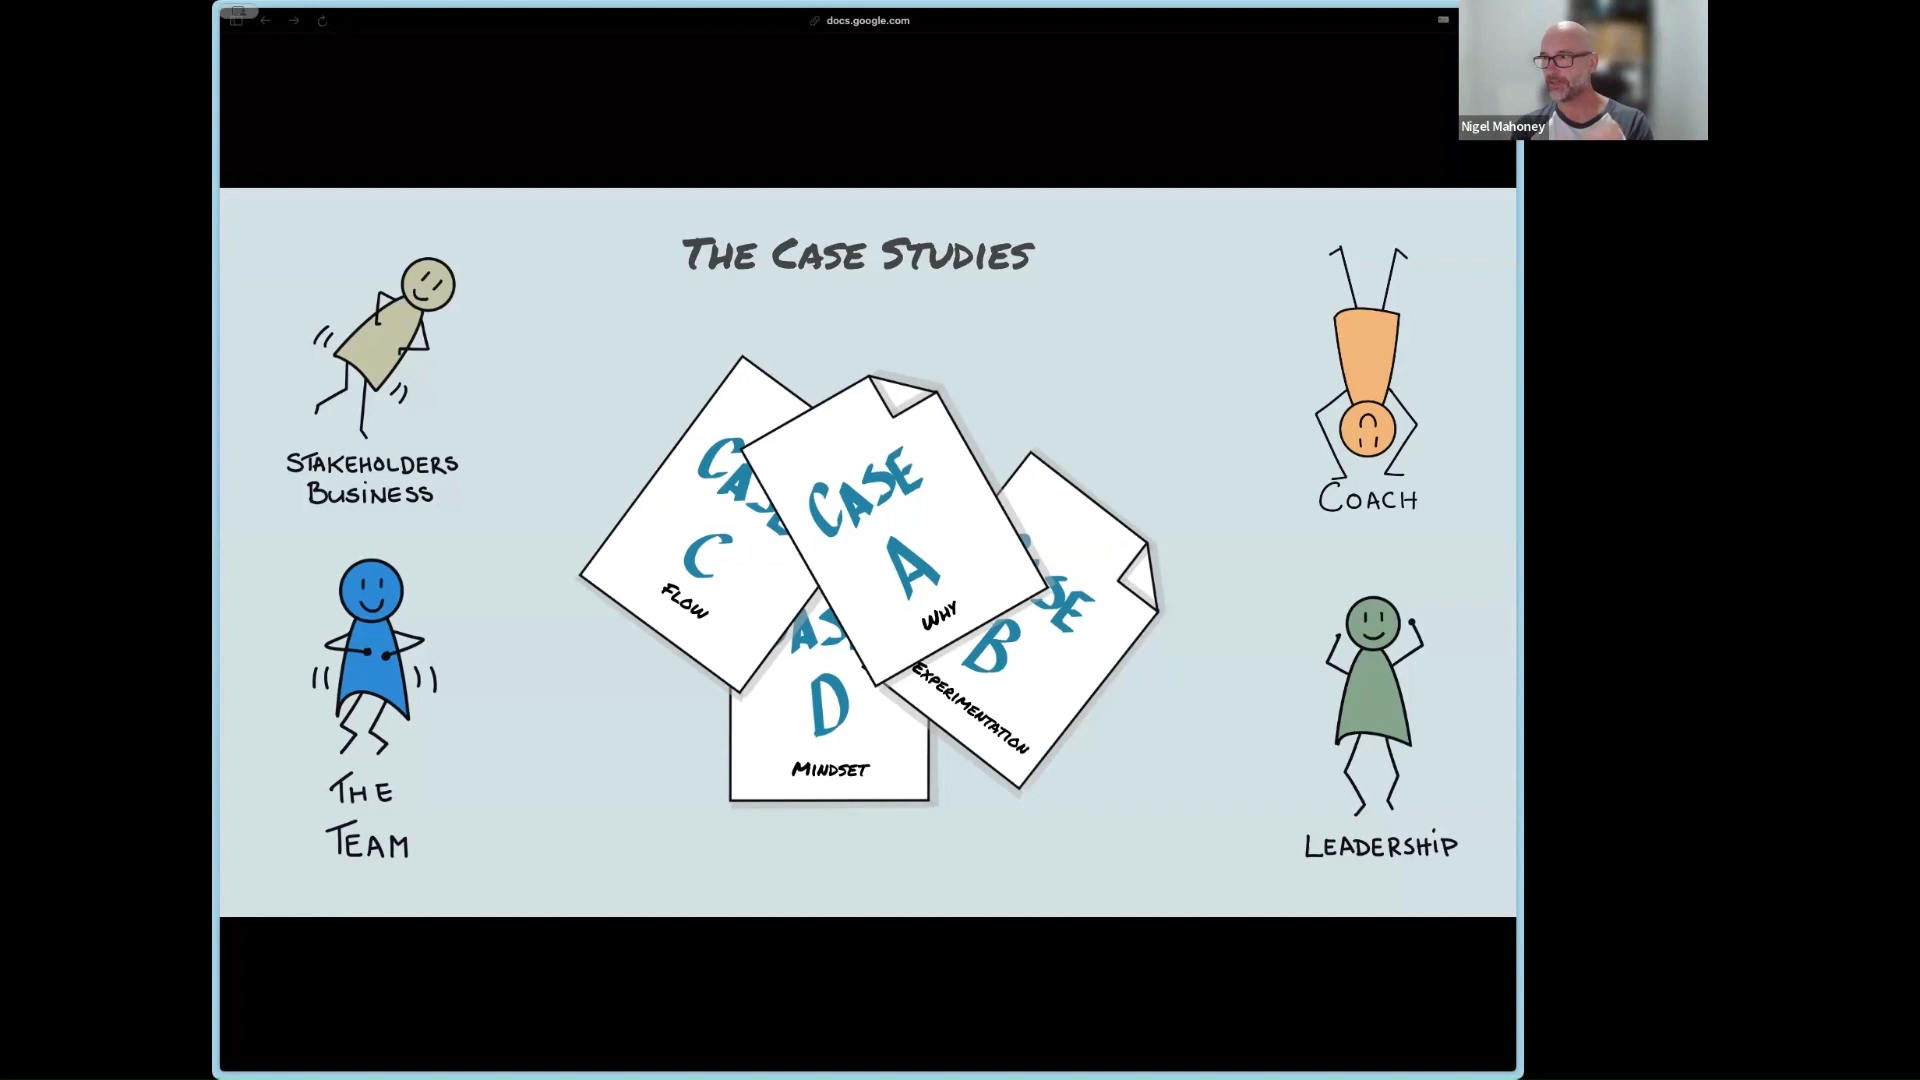 docs.google.com
Nigel Mahoney
The Case Studies
Stakeholders
Business
Coach
Case
C
Flow
Case
A
Why
B
Experimentation
D
Mindset
The
Team
Leadership